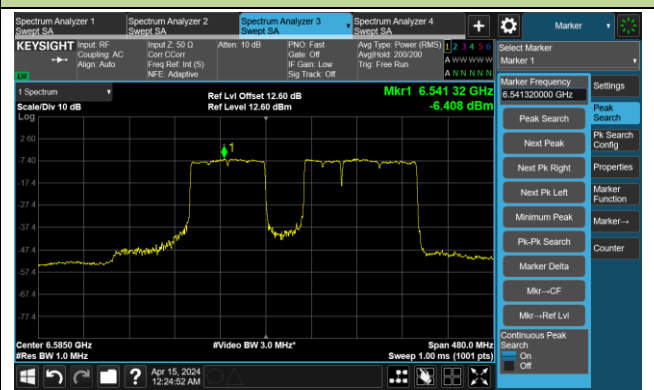 Spectrum Analyzer 1
Swept SA
Spectrum Analyzer 2
Swept SA
Spectrum Analyzer 3
Swept SA
Spectrum Analyzer 4
Swept SA
Marker
KEYSIGHT
Input: RF
Coupling: AC
Align: Auto
Input Z: 50 Ω
Corr CCorr
Freq Ref: Int (S)
NFE: Adaptive
Atten: 10 dB
PNO: Fast
Gate: Off
IF Gain: Low
Sig Track: Off
Avg Type: Power (RMS)
Avg|Hold: 200/200
Trig: Free Run
1 2 3 4 5 6
A W W W W W
A N N N N N
LXI
1 Spectrum
Scale/Div 10 dB
Log
Ref Lvl Offset 12.60 dB
Ref Level 12.60 dBm
Mkr1 6.541 32 GHz
-6.408 dBm
1
2.60
-7.40
-17.4
-27.4
-37.4
-47.4
-57.4
-67.4
-77.4
Center 6.5850 GHz
#Res BW 1.0 MHz
#Video BW 3.0 MHz*
Span 480.0 MHz
Sweep 1.00 ms (1001 pts)
Apr 15, 2024
12:24:52 AM
Select Marker
Marker 1
Marker Frequency
6.541320000 GHz
Peak Search
Next Peak
Next Pk Right
Next Pk Left
Minimum Peak
Pk-Pk Search
Marker Delta
Mkr→CF
Mkr→Ref Lvl
Continuous Peak
Search
On
Off
Settings
Peak
Search
Pk Search
Config
Properties
Marker
Function
Marker→
Counter